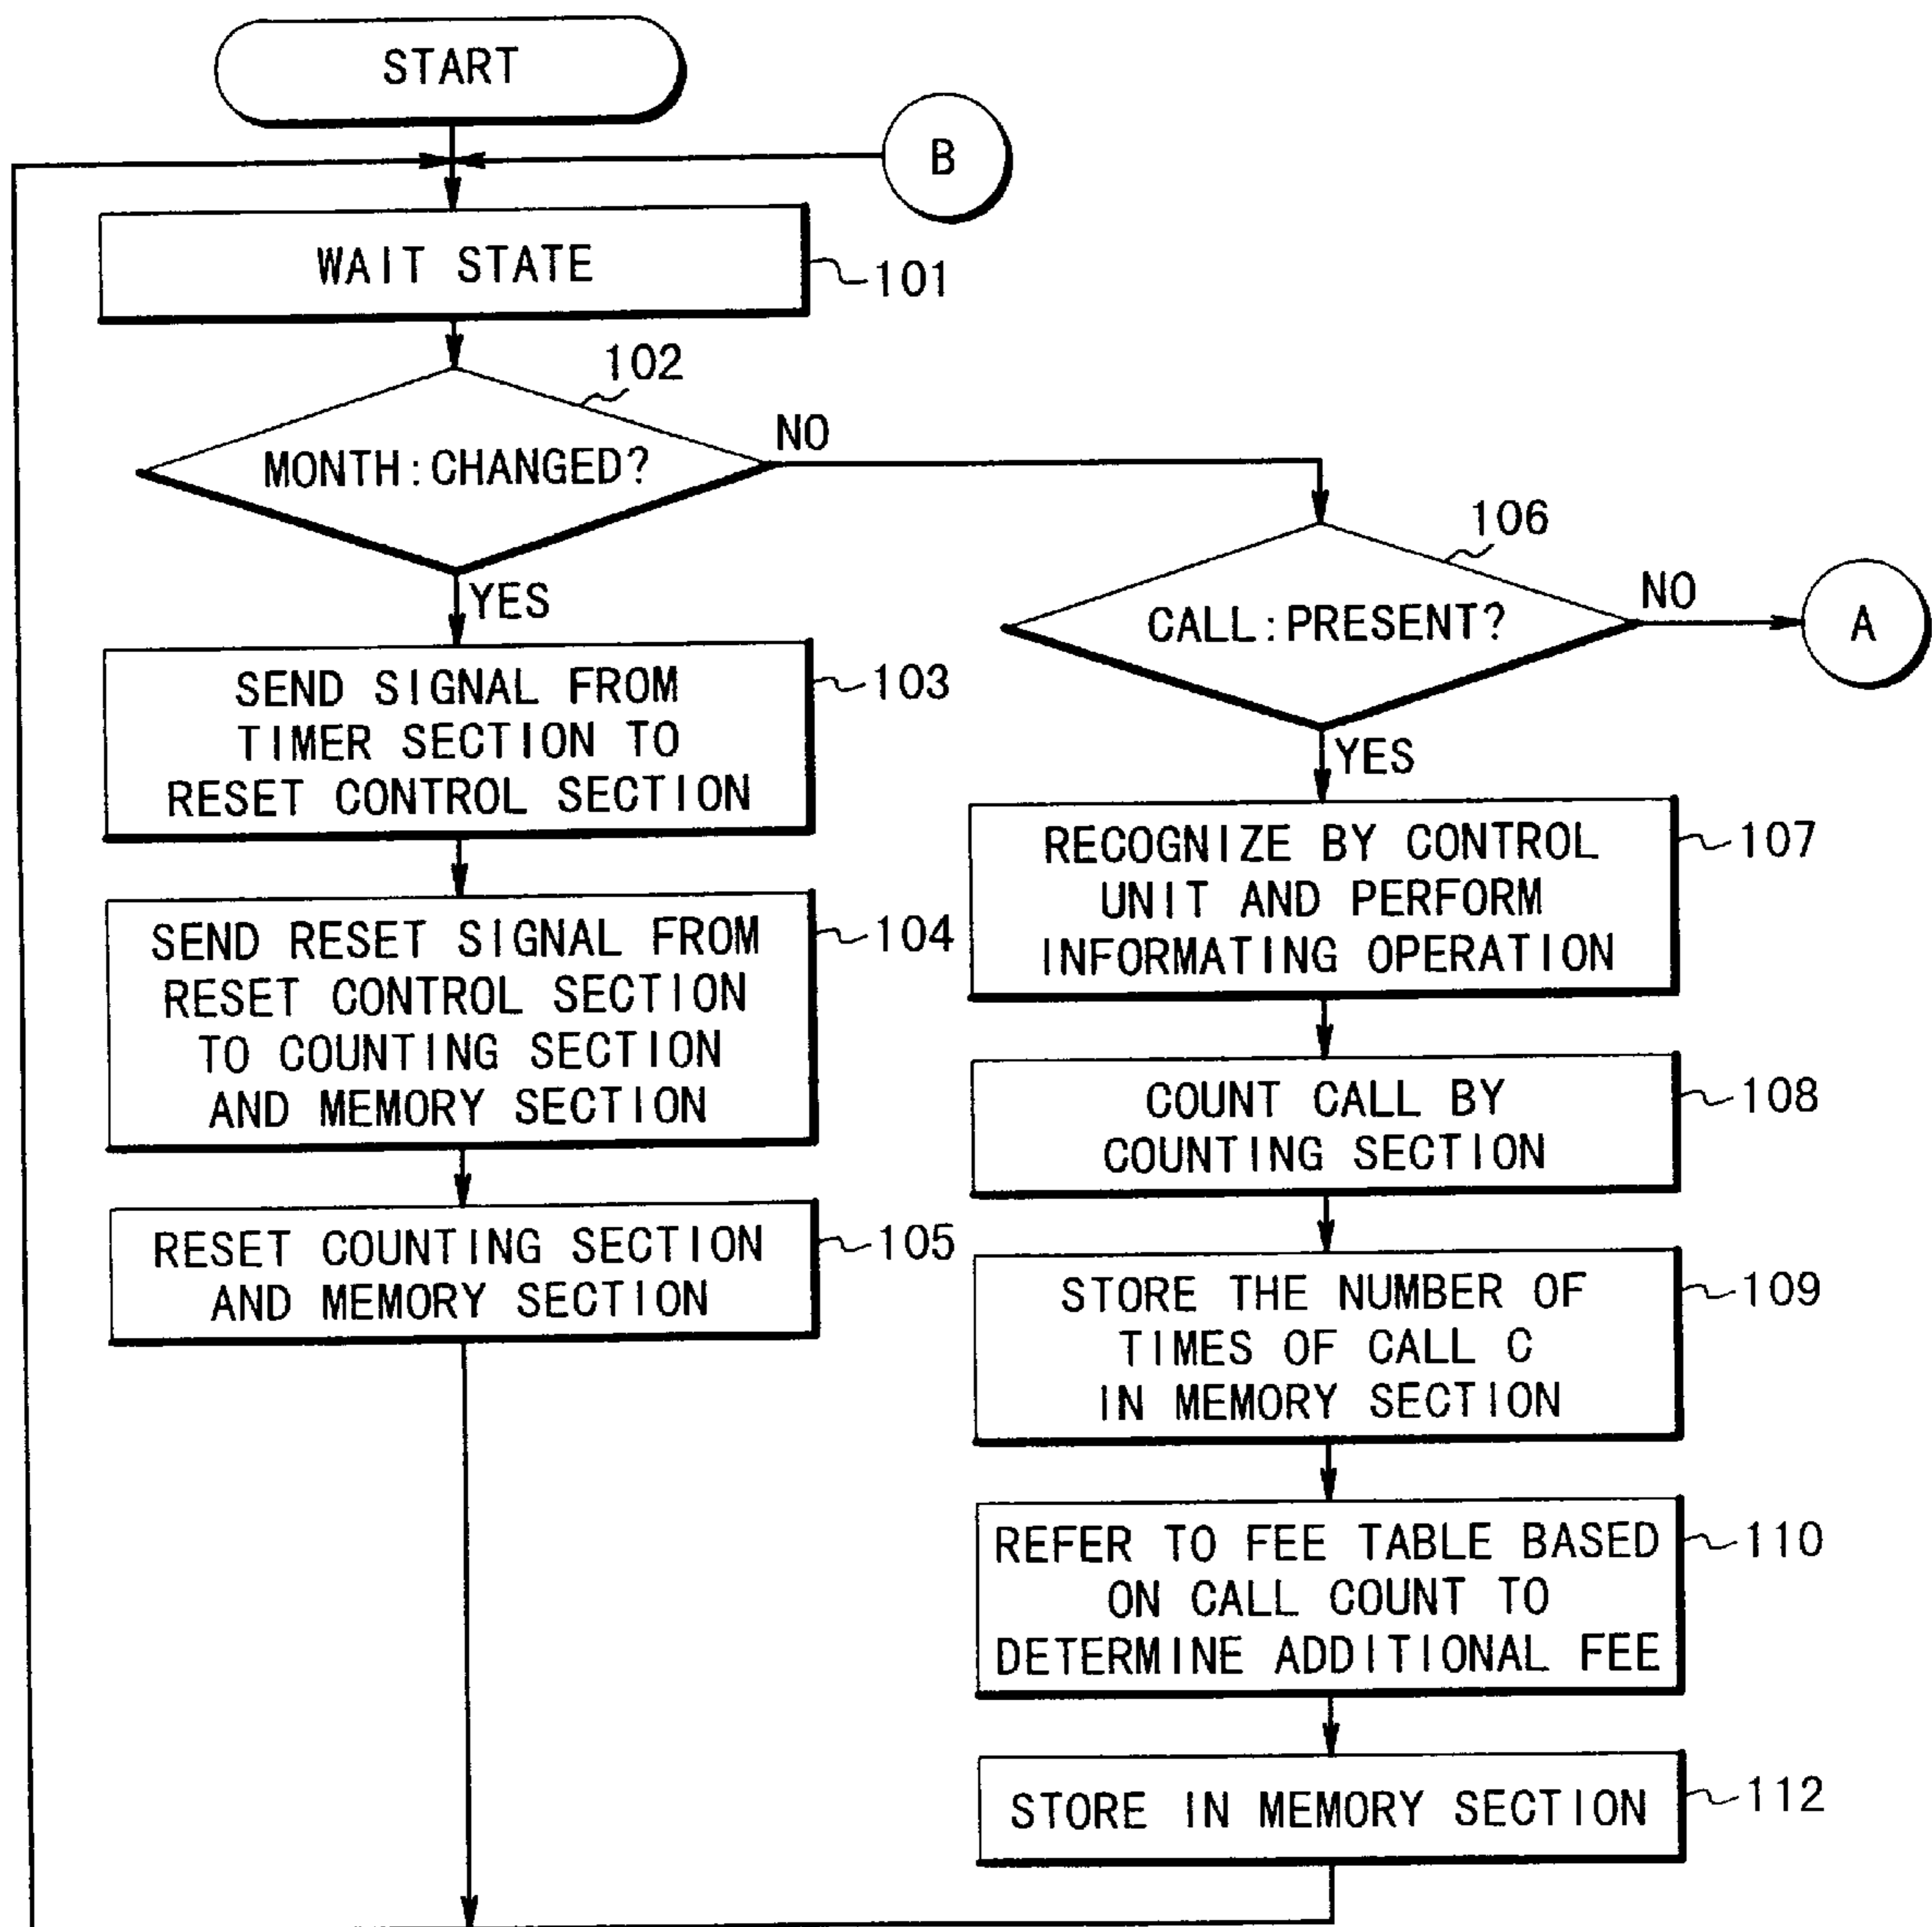 START
B
WAIT STATE
101
102
MONTH:CHANGED?
NO
YES
103
SEND SIGNAL FROM
TIMER SECTION TO
RESET CONTROL SECTION
104
SEND RESET SIGNAL FROM
RESET CONTROL SECTION
TO COUNTING SECTION
AND MEMORY SECTION
105
RESET COUNTING SECTION
AND MEMORY SECTION
106
CALL:PRESENT?
NO
A
YES
RECOGNIZE BY CONTROL
UNIT AND PERFORM
INFORMATING OPERATION
107
COUNT CALL BY
COUNTING SECTION
108
STORE THE NUMBER OF
TIMES OF CALL C
IN MEMORY SECTION
109
REFER TO FEE TABLE BASED
ON CALL COUNT TO
DETERMINE ADDITIONAL FEE
110
STORE IN MEMORY SECTION
112